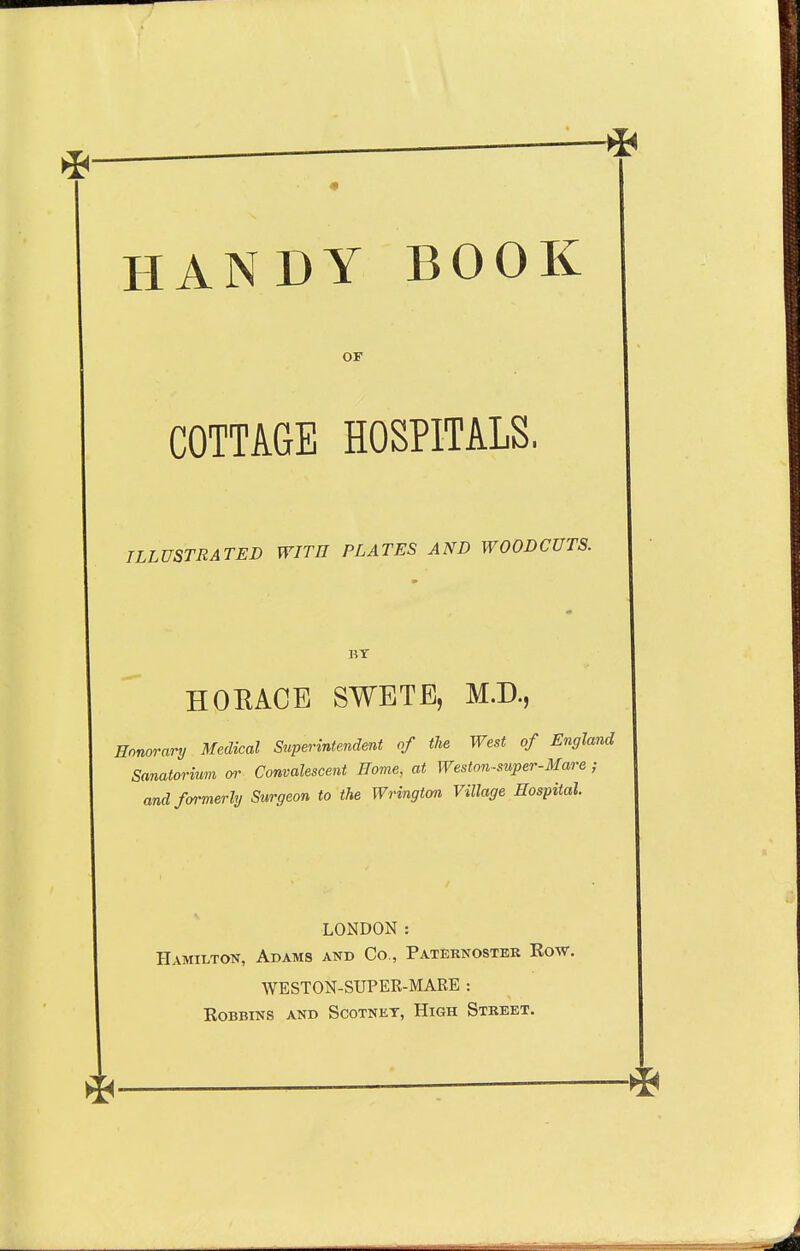 HANDY BOOK
OF
COTTAGE HOSPITALS.
ILLUSTRATED WITH PLATES AND WOODCUTS.
BY
HORACE SWETE, M.D.,
Honorary Medical Superintendent of the West of England
Sanatorium or Convalescent Home, at Weston-super-Mare;
and formerly Surgeon to the Wrington Village Hospital.
LONDON:
HAMILTON, ADAMS AND CO., PATERNOSTER ROW.
WESTON-SUPER-MARE:
ROBBINS AND SCOTNEY, HIGH STREET.